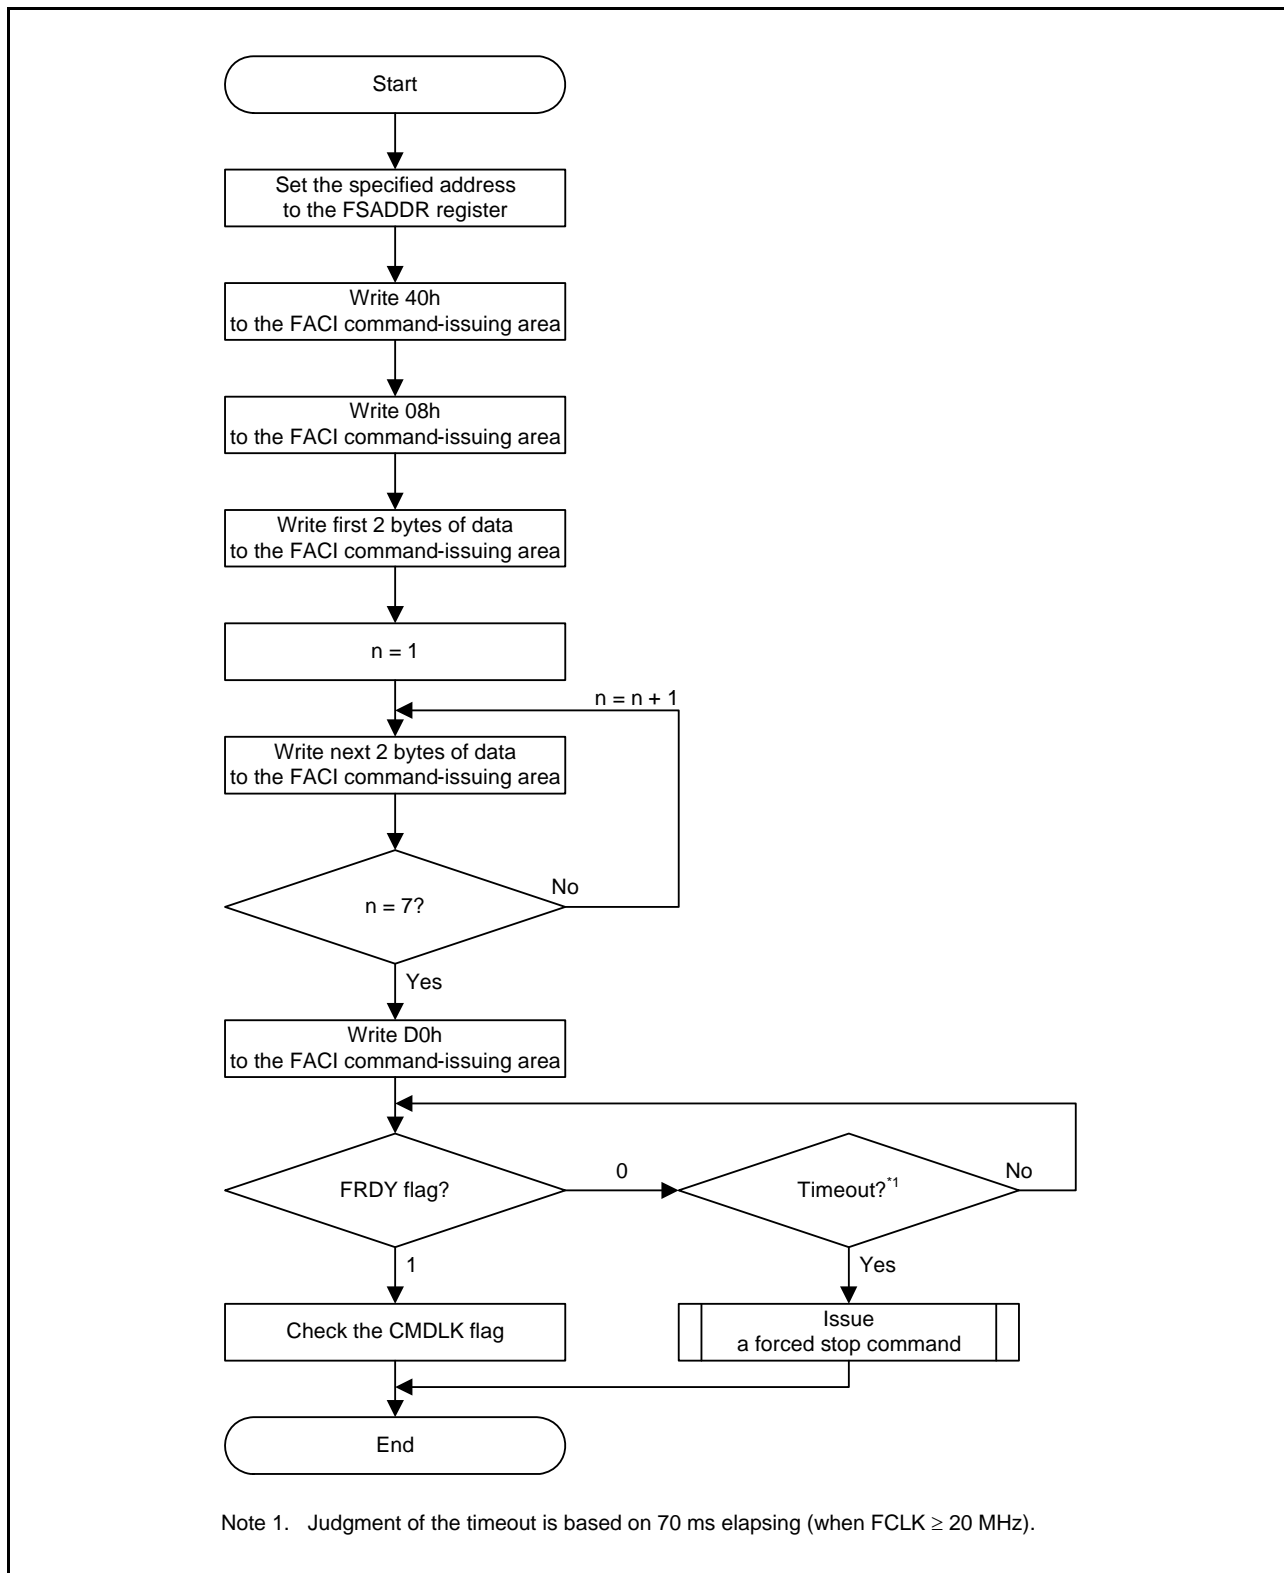 Start
Set the specified address
to the FSADDR register
Write 40h
to the FACI command-issuing area
Write 08h
to the FACI command-issuing area
Write first 2 bytes of data
to the FACI command-issuing area
n = 1
n = n + 1
Write next 2 bytes of data
to the FACI command-issuing area
n = 7?
No
Yes
Write D0h
to the FACI command-issuing area
FRDY flag?
0
Timeout?*1
No
1
Yes
Check the CMDLK flag
Issue
a forced stop command
End
Note 1. Judgment of the timeout is based on 70 ms elapsing (when FCLK ≥ 20 MHz).